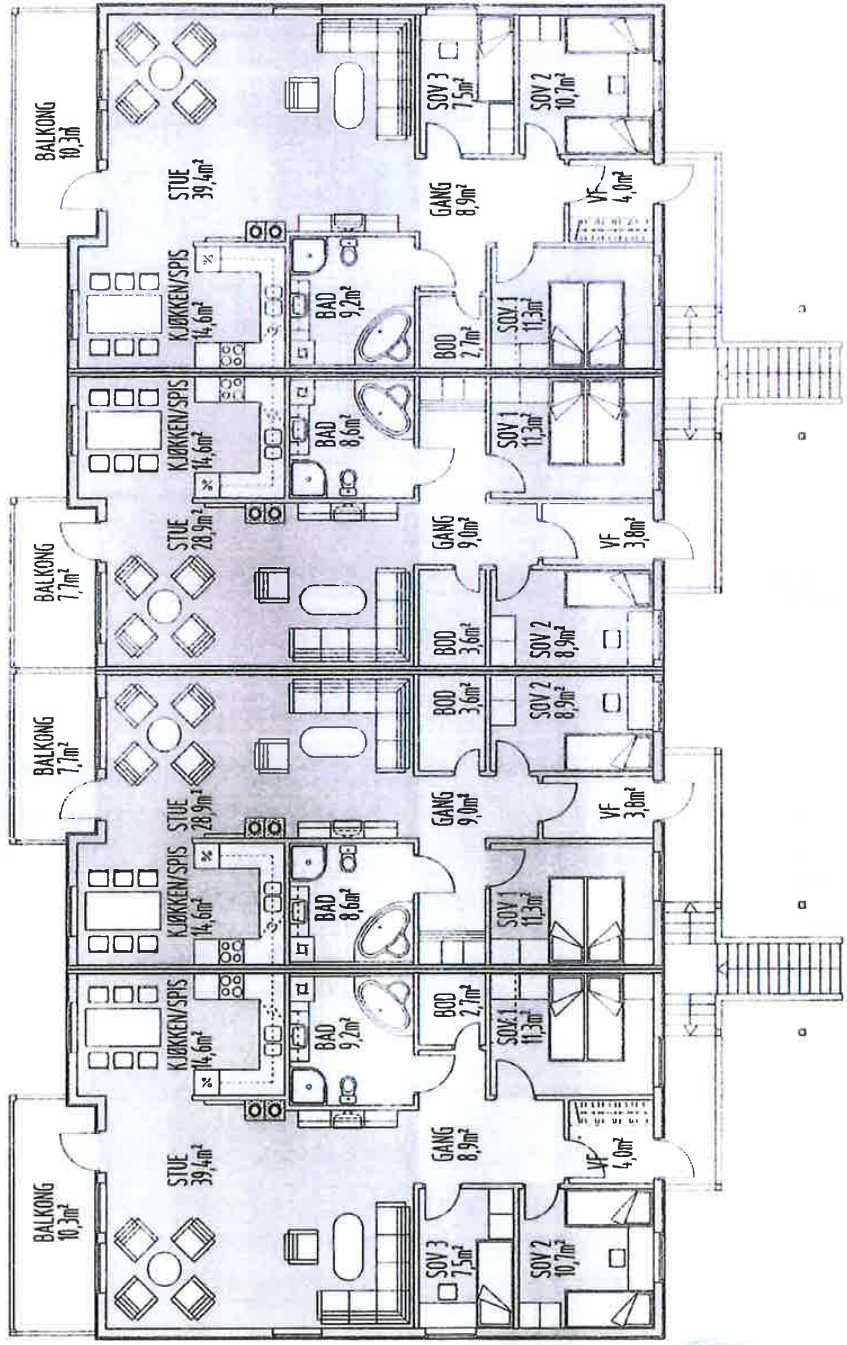 BALKONG
10,3m²
STUE
39,4m²
KJØKKEN/SPIS
14,6m²
BAD
9,2m²
BOD
2,7m²
GANG
8,9m²
SOV 3
7,5m²
SOV 2
10,7m²
SOV 1
11,3m²
VF
4,0m²
BALKONG
7,7m²
STUE
28,9m²
KJØKKEN/SPIS
14,6m²
BAD
8,6m²
GANG
9,0m²
BOD
3,6m²
SOV 1
11,3m²
SOV 2
8,9m²
VF
3,8m²
BALKONG
7,7m²
STUE
28,9m²
KJØKKEN/SPIS
14,6m²
BAD
8,6m²
GANG
9,0m²
BOD
3,6m²
SOV 1
11,3m²
SOV 2
8,9m²
VF
3,8m²
BALKONG
10,3m²
STUE
39,4m²
KJØKKEN/SPIS
14,6m²
BAD
9,2m²
BOD
2,7m²
GANG
8,9m²
SOV 3
7,5m²
SOV 2
10,7m²
SOV 1
11,3m²
VF
4,0m²